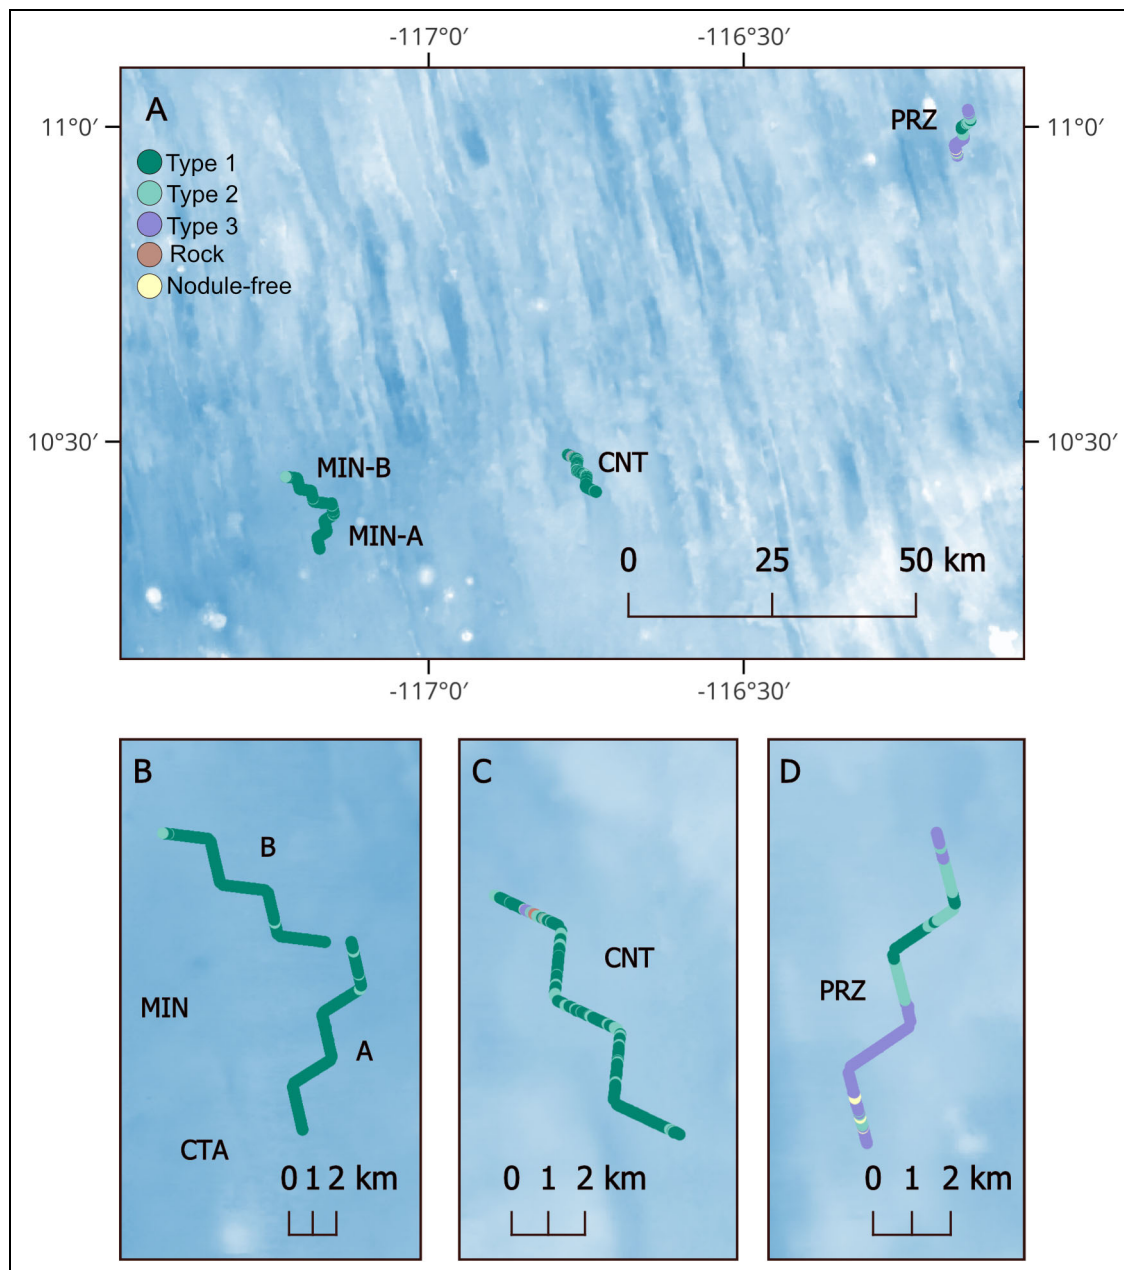 -117°0′ -116°30′
A
PRZ
11°0′ 11°0′
Type 1
Type 2
Type 3
Rock
Nodule-free
10°30′ 10°30′
MIN-B
CNT
MIN-A
0 25 50 km
-117°0′ -116°30′
B
B
MIN
A
CTA
0 1 2 km
C
CNT
0 1 2 km
D
PRZ
0 1 2 km